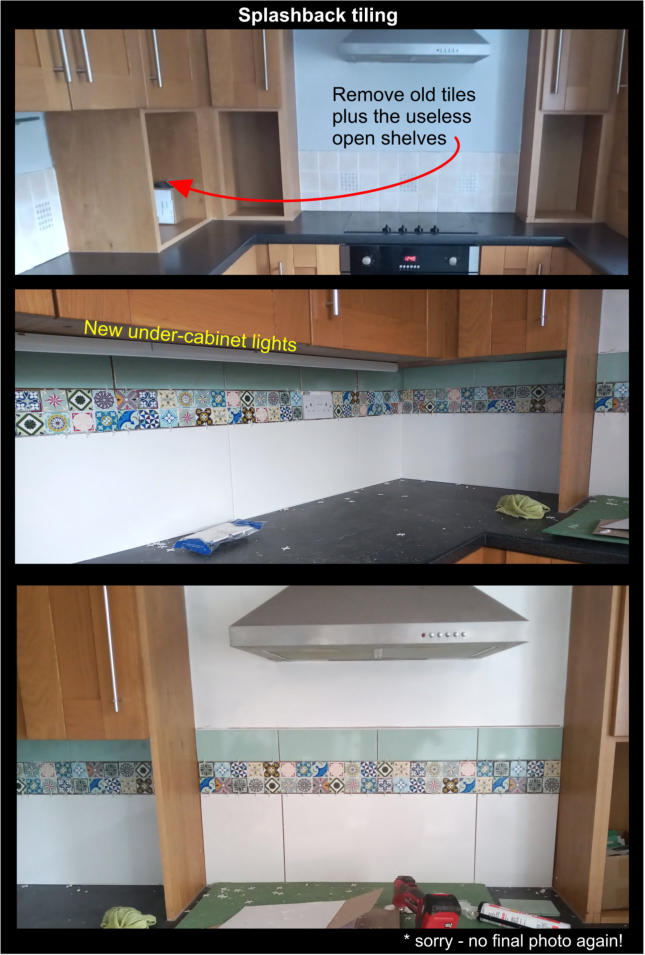 Splashback tiling
Remove old tiles
plus the useless
open shelves
New under-cabinet lights
* sorry - no final photo again!